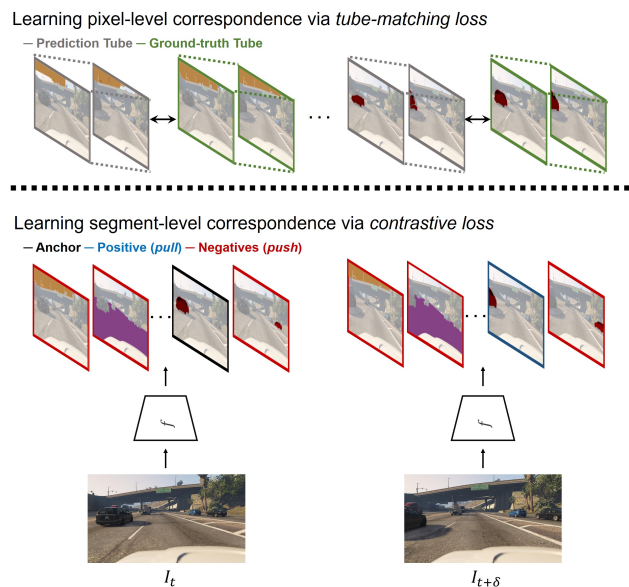 Learning pixel-level correspondence via tube-matching loss
— Prediction Tube — Ground-truth Tube
...
Learning segment-level correspondence via contrastive loss
— Anchor — Positive (pull) — Negatives (push)
... ...
f f
I_t I_{t+δ}